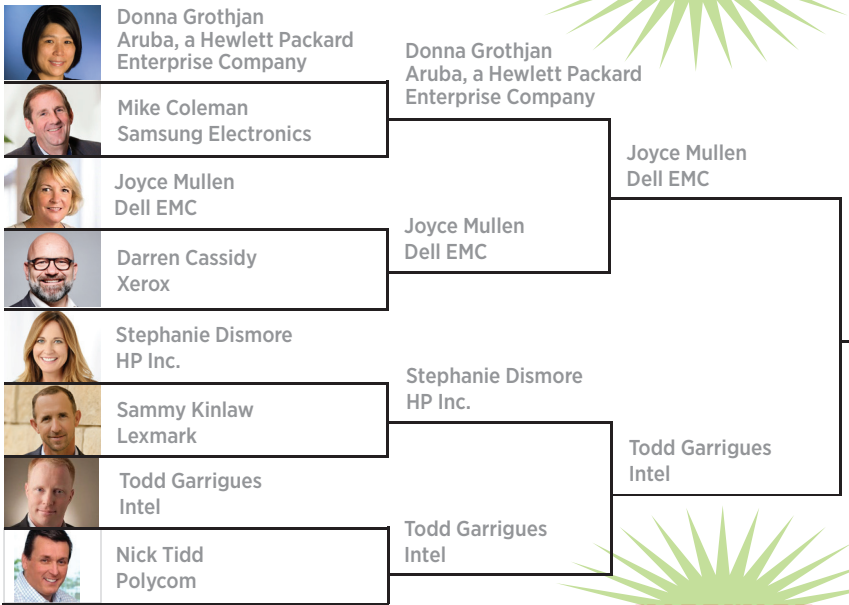 Donna Grothjan
Aruba, a Hewlett Packard
Enterprise Company
Mike Coleman
Samsung Electronics
Joyce Mullen
Dell EMC
Darren Cassidy
Xerox
Stephanie Dismore
HP Inc.
Sammy Kinlaw
Lexmark
Todd Garrigues
Intel
Nick Tidd
Polycom
Donna Grothjan
Aruba, a Hewlett Packard
Enterprise Company
Joyce Mullen
Dell EMC
Stephanie Dismore
HP Inc.
Todd Garrigues
Intel
Joyce Mullen
Dell EMC
Todd Garrigues
Intel